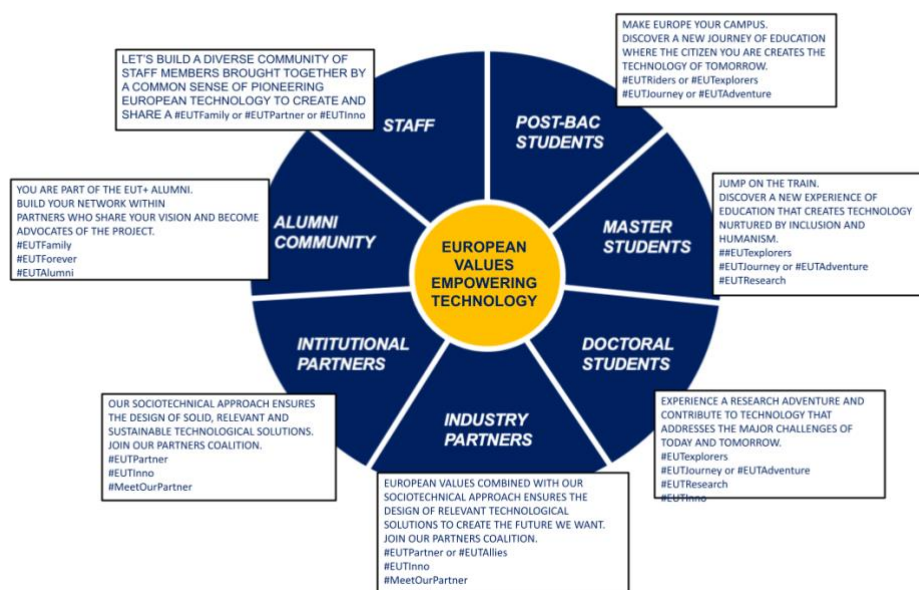 MAKE EUROPE YOUR CAMPUS.
DISCOVER A NEW JOURNEY OF EDUCATION
WHERE THE CITIZEN YOU ARE CREATES THE
TECHNOLOGY OF TOMORROW.
#EUTRiders or #EUTexplorers
#EUTJourney or #EUTAdventure
LET'S BUILD A DIVERSE COMMUNITY OF
STAFF MEMBERS BROUGHT TOGETHER BY
A COMMON SENSE OF PIONEERING
EUROPEAN TECHNOLOGY TO CREATE AND
SHARE A #EUTFamily or #EUTPartner or #EUTInno
STAFF
POST-BAC
STUDENTS
YOU ARE PART OF THE EUT+ ALUMNI.
BUILD YOUR NETWORK WITHIN
PARTNERS WHO SHARE YOUR VISION AND BECOME
ADVOCATES OF THE PROJECT.
#EUTFamily
#EUTForever
#EUTAlumni
ALUMNI
COMMUNITY
EUROPEAN
VALUES
EMPOWERING
TECHNOLOGY
MASTER
STUDENTS
JUMP ON THE TRAIN.
DISCOVER A NEW EXPERIENCE OF
EDUCATION THAT CREATES TECHNOLOGY
NURTURED BY INCLUSION AND
HUMANISM.
##EUTexplorers
#EUTJourney or #EUTAdventure
#EUTResearch
INTITUTIONAL
PARTNERS
DOCTORAL
STUDENTS
OUR SOCIOTECHNICAL APPROACH ENSURES
THE DESIGN OF SOLID, RELEVANT AND
SUSTAINABLE TECHNOLOGICAL SOLUTIONS.
JOIN OUR PARTNERS COALITION.
#EUTPartner
#EUTInno
#MeetOurPartner
INDUSTRY
PARTNERS
EXPERIENCE A RESEARCH ADVENTURE AND
CONTRIBUTE TO TECHNOLOGY THAT
ADDRESSES THE MAJOR CHALLENGES OF
TODAY AND TOMORROW.
#EUTexplorers
#EUTJourney or #EUTAdventure
#EUTResearch
#EUTInno
EUROPEAN VALUES COMBINED WITH OUR
SOCIOTECHNICAL APPROACH ENSURES THE
DESIGN OF RELEVANT TECHNOLOGICAL
SOLUTIONS TO CREATE THE FUTURE WE WANT.
JOIN OUR PARTNERS COALITION.
#EUTPartner or #EUTAllies
#EUTInno
#MeetOurPartner